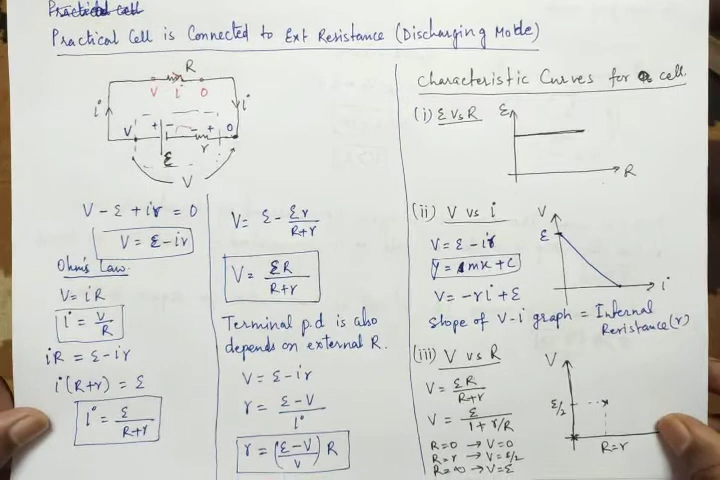 Practical cell
Practical Cell is Connected to Ext Resistance (Discharging Mode)
R
V i 0
i
i
V + - - + 0
ε r
V
V - ε + ir = 0
V = ε - ir
Ohm's Law
V = iR
i = V/R
iR = ε - ir
i(R+r) = ε
i = ε/R+r
V = ε - εr/R+r
V = εR/R+r
Terminal p.d is also
depends on external R.
V = ε - ir
r = ε-V/i
r = (ε-V/V) R
Characteristic Curves for a cell.
(i) ε Vs R
ε
R
(ii) V vs i
V = ε - ir
y = mx + c
V = -ri + ε
V
ε
i
Slope of V-i graph = Internal
Resistance(r)
(iii) V vs R
V = εR/R+r
V = ε/1 + r/R
R=0 → V=0
R=r → V=ε/2
R=∞ → V=ε
V
ε/2
R=r